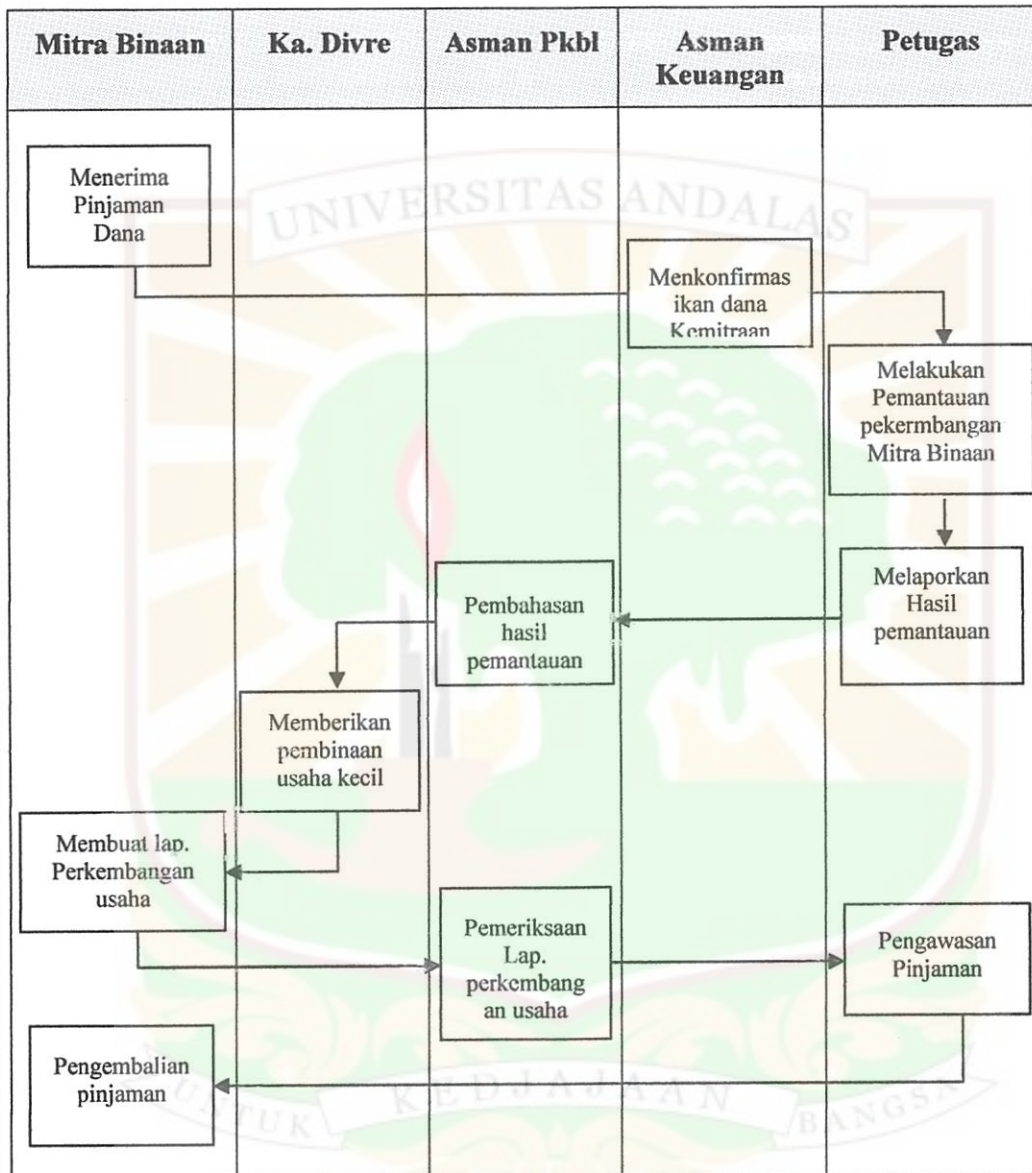 Mitra Binaan
Ka. Divre
Asman Pkbl
Asman
Keuangan
Petugas
Menerima
Pinjaman
Dana
UNIVERSITAS ANDALAS
Menkonfirmas
ikan dana
Kemitraan
Melakukan
Pemantauan
pekermbangan
Mitra Binaan
Melaporkan
Hasil
pemantauan
Pembahasan
hasil
pemantauan
Memberikan
pembinaan
usaha kecil
Membuat lap.
Perkembangan
usaha
Pemeriksaan
Lap.
perkembang
an usaha
Pengawasan
Pinjaman
Pengembalian
pinjaman
UNTUK KEDJAJAAN BANGSA